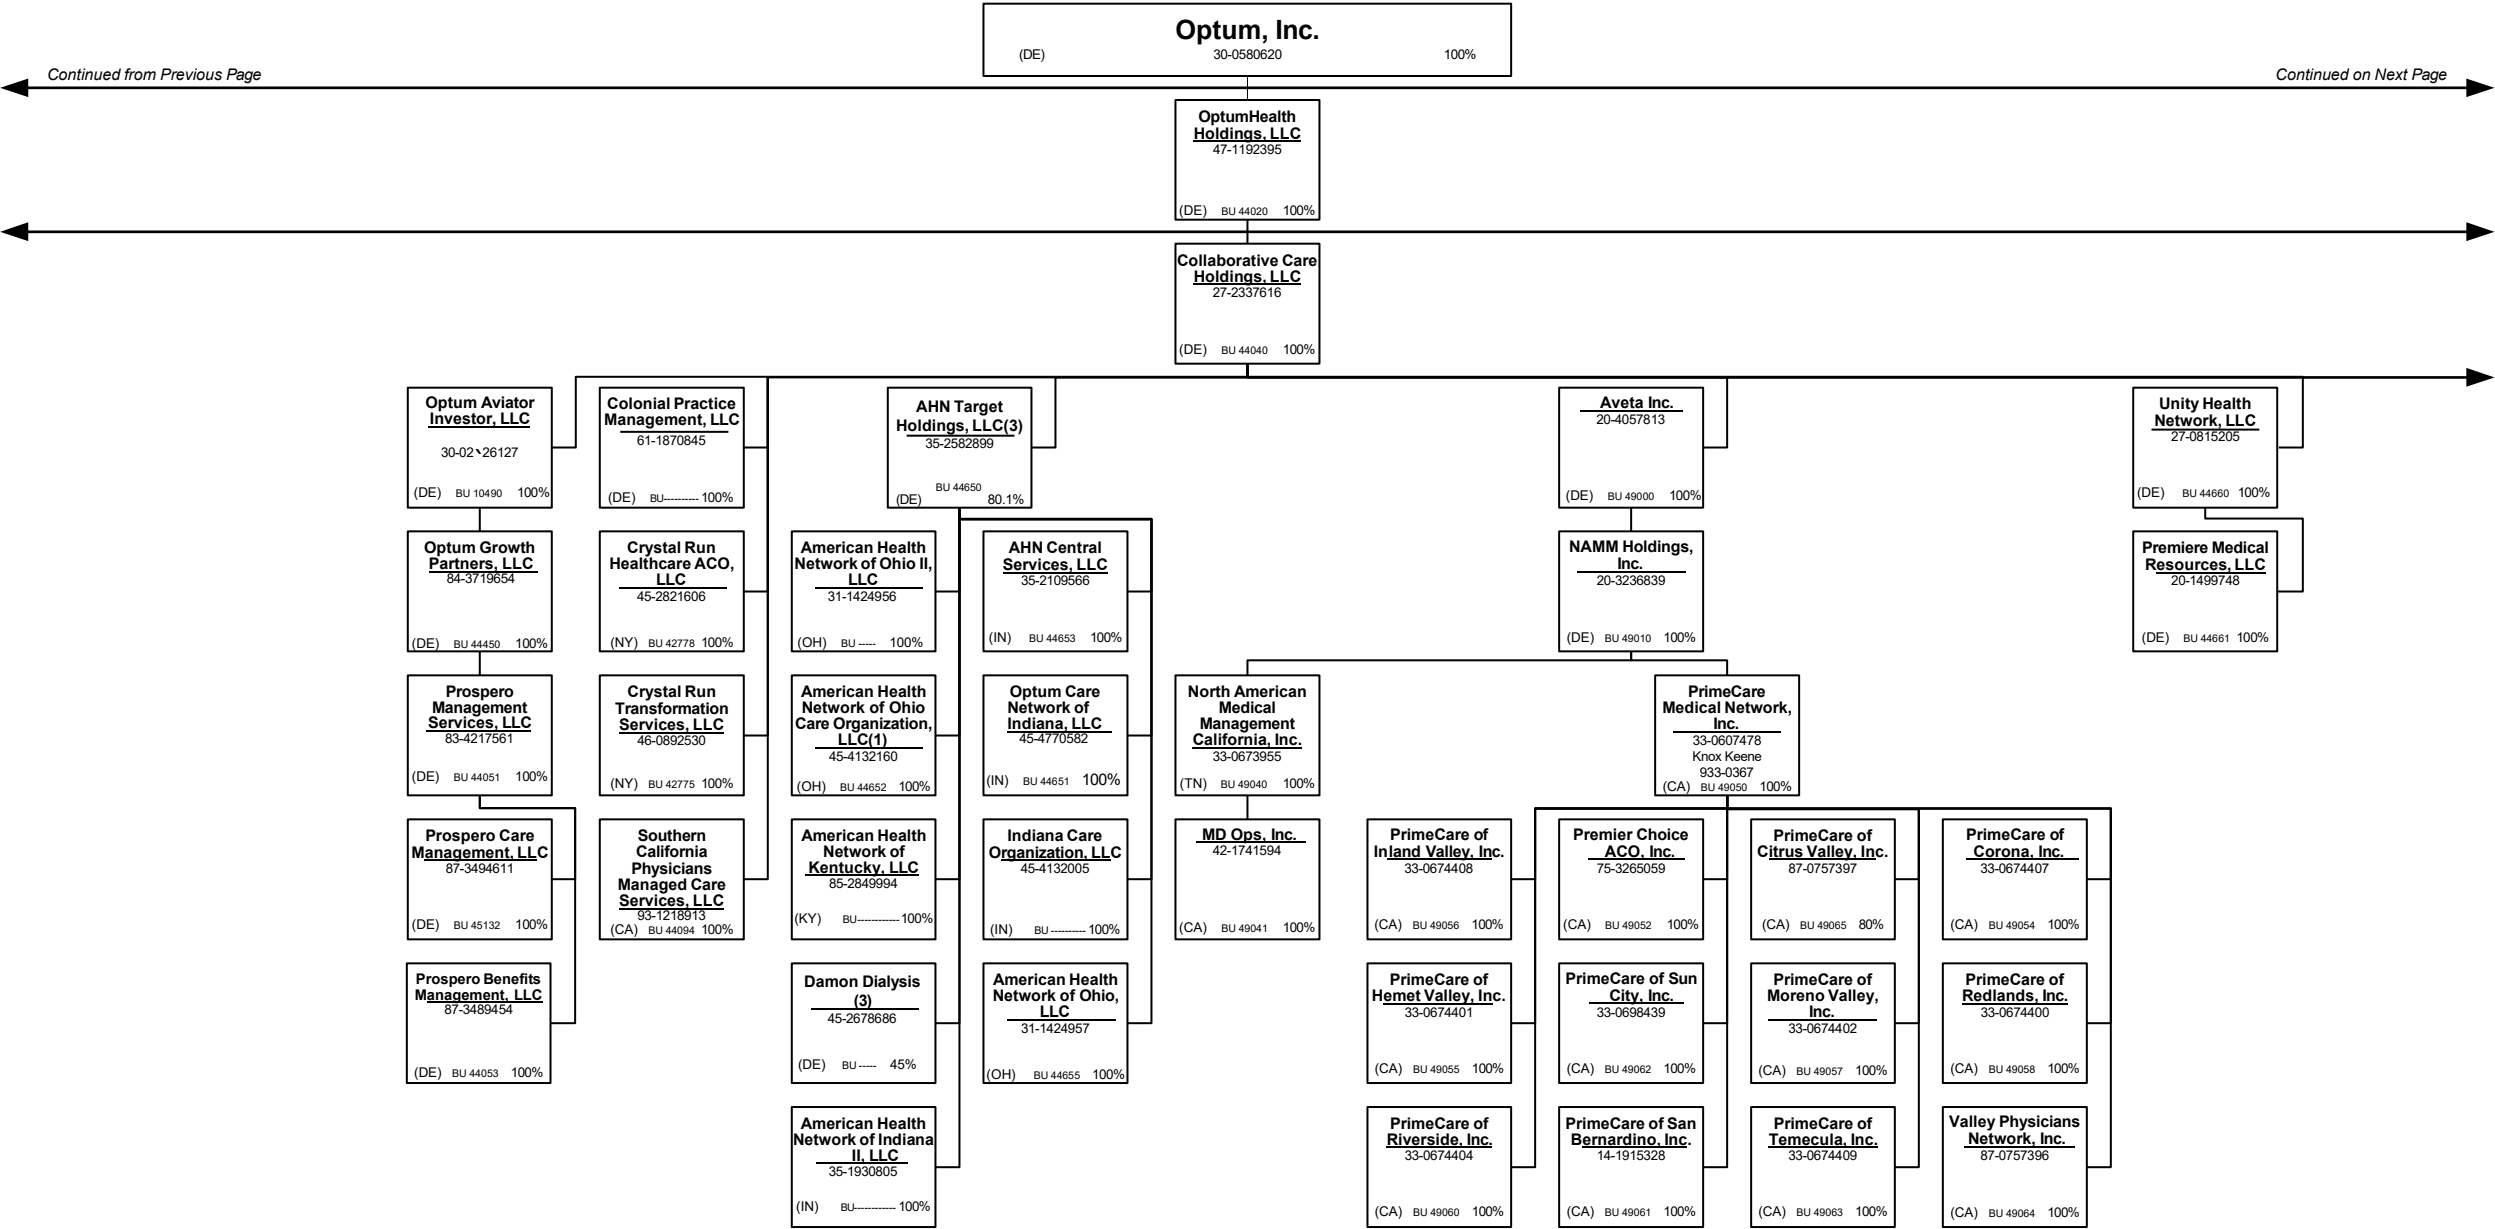 Optum, Inc.
(DE) 30-0580620 100%
Continued from Previous Page
Continued on Next Page
OptumHealth
Holdings, LLC
47-1192395
(DE) BU 44020 100%
Collaborative Care
Holdings, LLC
27-2337616
(DE) BU 44040 100%
Optum Aviator
Investor, LLC
30-02ˋ26127
(DE) BU 10490 100%
Colonial Practice
Management, LLC
61-1870845
(DE) BU---------- 100%
AHN Target
Holdings, LLC(3)
35-2582899
BU 44650
(DE) 80.1%
Aveta Inc.
20-4057813
(DE) BU 49000 100%
Unity Health
Network, LLC
27-0815205
(DE) BU 44660 100%
Optum Growth
Partners, LLC
84-3719654
(DE) BU 44450 100%
Crystal Run
Healthcare ACO,
LLC
45-2821606
(NY) BU 42778 100%
American Health
Network of Ohio II,
LLC
31-1424956
(OH) BU ----- 100%
AHN Central
Services, LLC
35-2109566
(IN) BU 44653 100%
NAMM Holdings,
Inc.
20-3236839
(DE) BU 49010 100%
Premiere Medical
Resources, LLC
20-1499748
(DE) BU 44661 100%
Prospero
Management
Services, LLC
83-4217561
(DE) BU 44051 100%
Crystal Run
Transformation
Services, LLC
46-0892530
(NY) BU 42775 100%
American Health
Network of Ohio
Care Organization,
LLC(1)
45-4132160
(OH) BU 44652 100%
Optum Care
Network of
Indiana, LLC
45-4770582
(IN) BU 44651 100%
North American
Medical
Management
California, Inc.
33-0673955
(TN) BU 49040 100%
PrimeCare
Medical Network,
Inc.
33-0607478
Knox Keene
933-0367
(CA) BU 49050 100%
Prospero Care
Management, LLC
87-3494611
(DE) BU 45132 100%
Southern
California
Physicians
Managed Care
Services, LLC
93-1218913
(CA) BU 44094 100%
American Health
Network of
Kentucky, LLC
85-2849994
(KY) BU------------ 100%
Indiana Care
Organization, LLC
45-4132005
(IN) BU ---------- 100%
MD Ops, Inc.
42-1741594
(CA) BU 49041 100%
PrimeCare of
Inland Valley, Inc.
33-0674408
(CA) BU 49056 100%
Premier Choice
ACO, Inc.
75-3265059
(CA) BU 49052 100%
PrimeCare of
Citrus Valley, Inc.
87-0757397
(CA) BU 49065 80%
PrimeCare of
Corona, Inc.
33-0674407
(CA) BU 49054 100%
Prospero Benefits
Management, LLC
87-3489454
(DE) BU 44053 100%
Damon Dialysis
(3)
45-2678686
(DE) BU ----- 45%
American Health
Network of Ohio,
LLC
31-1424957
(OH) BU 44655 100%
PrimeCare of
Hemet Valley, Inc.
33-0674401
(CA) BU 49055 100%
PrimeCare of Sun
City, Inc.
33-0698439
(CA) BU 49062 100%
PrimeCare of
Moreno Valley,
Inc.
33-0674402
(CA) BU 49057 100%
PrimeCare of
Redlands, Inc.
33-0674400
(CA) BU 49058 100%
American Health
Network of Indiana
II, LLC
35-1930805
(IN) BU------------ 100%
PrimeCare of
Riverside, Inc.
33-0674404
(CA) BU 49060 100%
PrimeCare of San
Bernardino, Inc.
14-1915328
(CA) BU 49061 100%
PrimeCare of
Temecula, Inc.
33-0674409
(CA) BU 49063 100%
Valley Physicians
Network, Inc.
87-0757396
(CA) BU 49064 100%